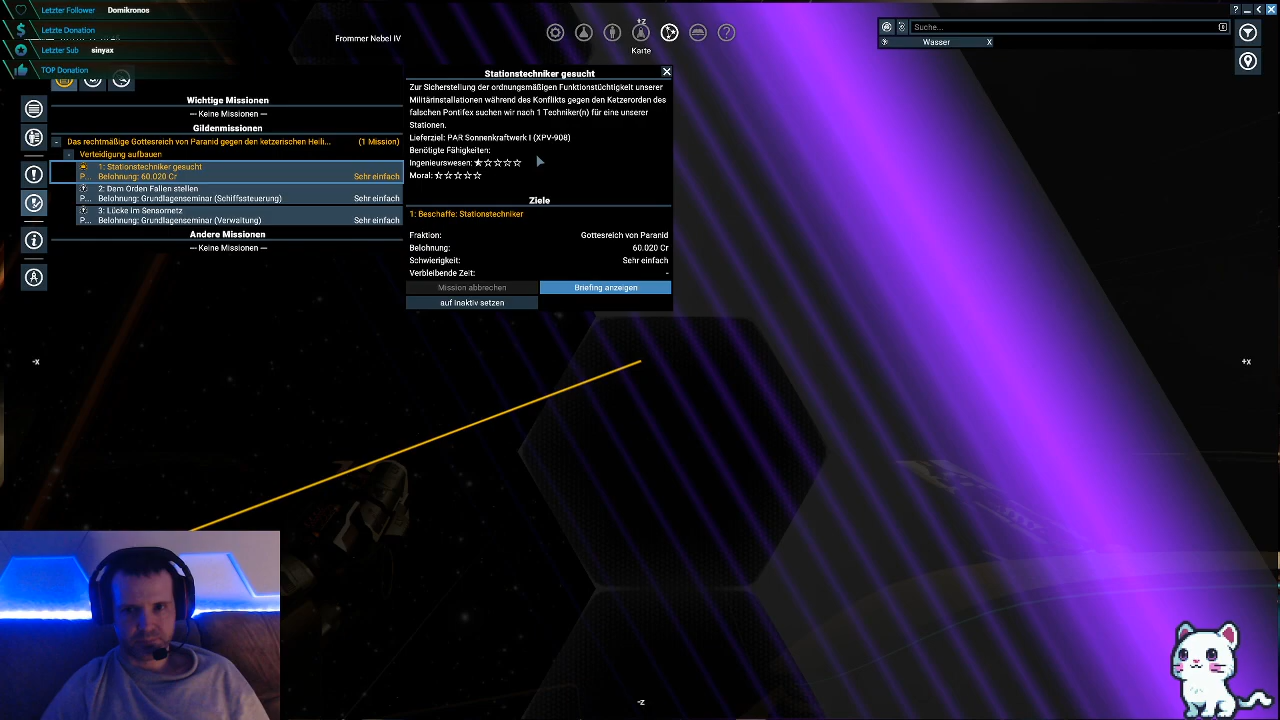 Letzter Follower Domikronos
Letzte Donation
Letzter Sub sinyax
TOP Donation
Frommer Nebel IV
+Z
Karte
Suche...
Wasser X
Wichtige Missionen
--- Keine Missionen ---
Gildenmissionen
Das rechtmäßige Gottesreich von Paranid gegen den ketzerischen Heili... (1 Mission)
Verteidigung aufbauen
1: Stationstechniker gesucht
P... Belohnung: 60.020 Cr Sehr einfach
2: Dem Orden Fallen stellen
P... Belohnung: Grundlagenseminar (Schiffssteuerung) Sehr einfach
3: Lücke im Sensornetz
P... Belohnung: Grundlagenseminar (Verwaltung) Sehr einfach
Andere Missionen
--- Keine Missionen ---
Stationstechniker gesucht
Zur Sicherstellung der ordnungsmäßigen Funktionstüchtigkeit unserer
Militärinstallationen während des Konflikts gegen den Ketzerorden des
falschen Pontifex suchen wir nach 1 Techniker(n) für eine unserer
Stationen.
Lieferziel: PAR Sonnenkraftwerk I (XPV-908)
Benötigte Fähigkeiten:
Ingenieurswesen: ★☆☆☆☆
Moral: ☆☆☆☆☆
Ziele
1: Beschaffe: Stationstechniker
Fraktion: Gottesreich von Paranid
Belohnung: 60.020 Cr
Schwierigkeit: Sehr einfach
Verbleibende Zeit: -
Mission abbrechen Briefing anzeigen
auf inaktiv setzen
-X
+X
-Z